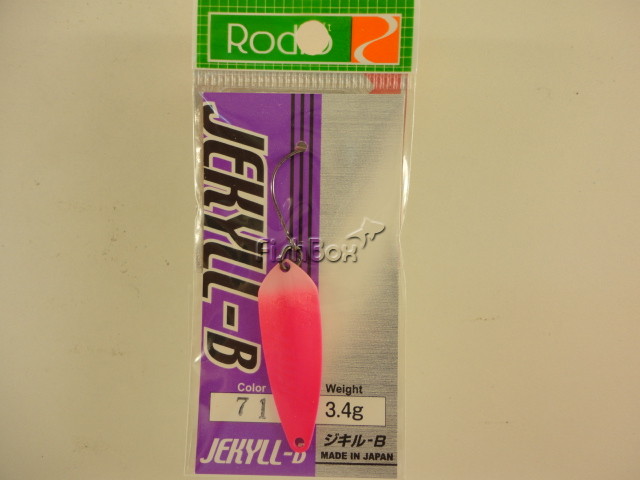 Rodio
JEKYLL-B
FishBox
Color
71
Weight
3.4g
JEKYLL-B
ジキル-B
MADE IN JAPAN